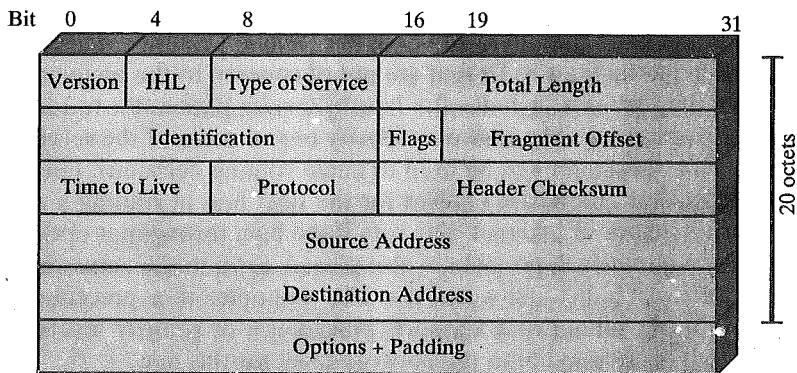 Bit 0 4 8 16 19 31
Version IHL Type of Service Total Length
Identification Flags Fragment Offset
Time to Live Protocol Header Checksum
Source Address
Destination Address
Options + Padding
20 octets